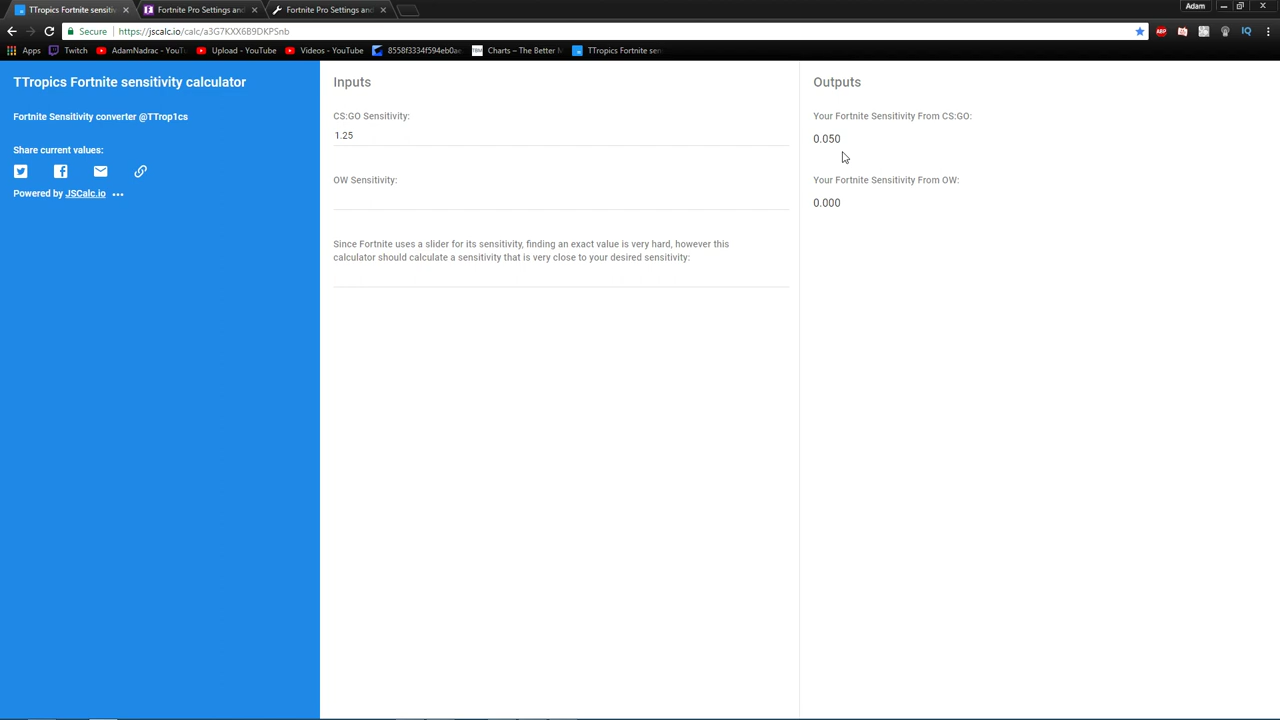 TTropics Fortnite sensitiv
Fortnite Pro Settings and
Fortnite Pro Settings and
Adam
Secure
https://jscalc.io/calc/a3G7KXX6B9DKPSnb
Apps
Twitch
AdamNadrac - YouTu
Upload - YouTube
Videos - YouTube
8558f3334f594eb0ae
Charts – The Better M
TTropics Fortnite sen
TTropics Fortnite sensitivity calculator
Fortnite Sensitivity converter @TTrop1cs
Share current values:
Powered by JSCalc.io
Inputs
CS:GO Sensitivity:
1.25
OW Sensitivity:
Since Fortnite uses a slider for its sensitivity, finding an exact value is very hard, however this
calculator should calculate a sensitivity that is very close to your desired sensitivity:
Outputs
Your Fortnite Sensitivity From CS:GO:
0.050
Your Fortnite Sensitivity From OW:
0.000